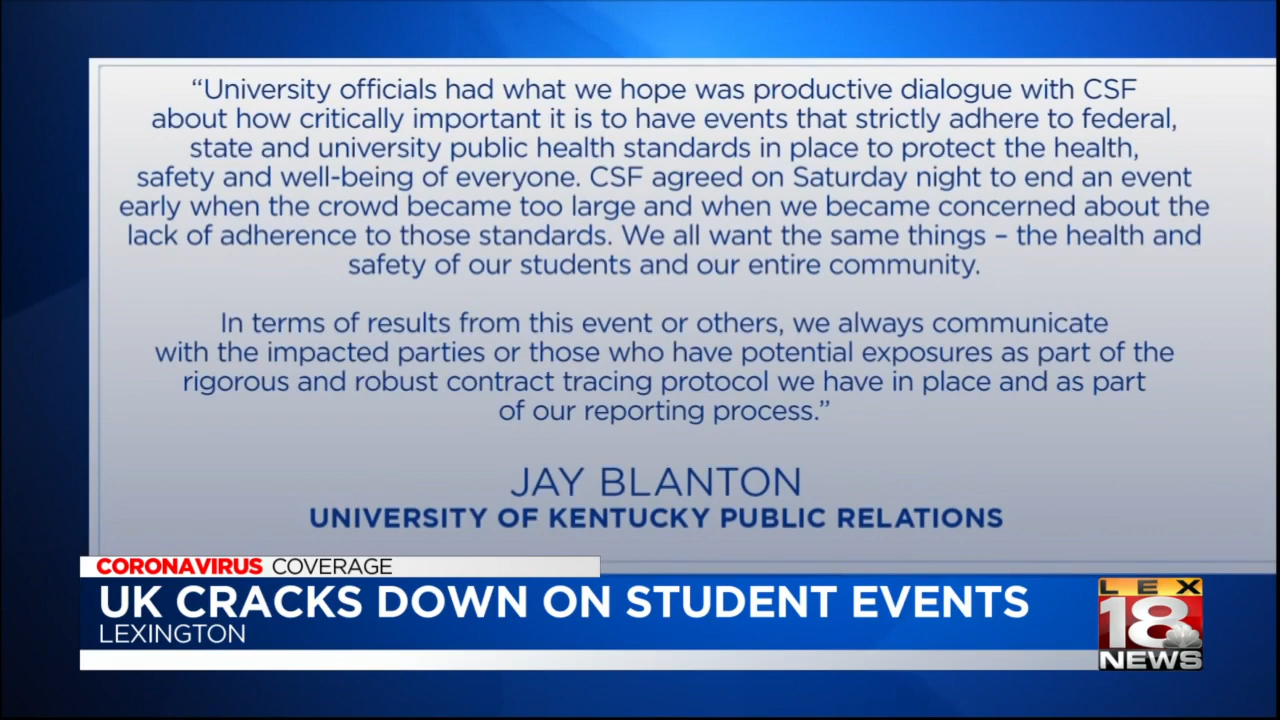 “University officials had what we hope was productive dialogue with CSF
about how critically important it is to have events that strictly adhere to federal,
state and university public health standards in place to protect the health,
safety and well-being of everyone. CSF agreed on Saturday night to end an event
early when the crowd became too large and when we became concerned about the
lack of adherence to those standards. We all want the same things – the health and
safety of our students and our entire community.
In terms of results from this event or others, we always communicate
with the impacted parties or those who have potential exposures as part of the
rigorous and robust contract tracing protocol we have in place and as part
of our reporting process.”
JAY BLANTON
UNIVERSITY OF KENTUCKY PUBLIC RELATIONS
CORONAVIRUS COVERAGE
UK CRACKS DOWN ON STUDENT EVENTS
LEXINGTON
LEX
18
NEWS